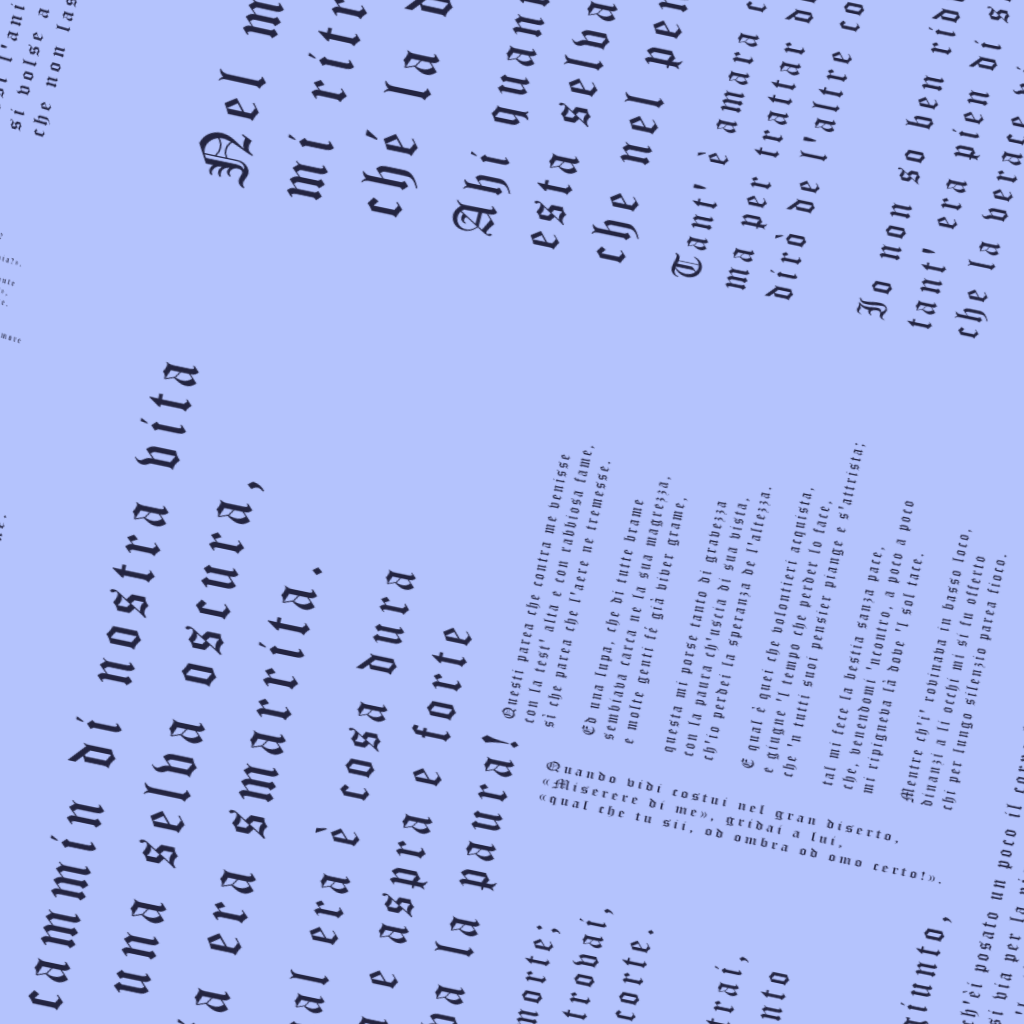 l'ani
si volse a
che non las
Nel m
mi ritr
ché la d
Ahi quan
esta selva
che nel pen
Tant' è amara c
ma per trattar d
dirò de l'altre co
Io non so ben rid
tant' era pien di s
che la verace
cammin di nostra vita
una selva oscura,
era smarrita.
al era è cosa dura
e aspra e forte
va la paura!
morte;
trovai,
corte.
trai,
nto
iunto,
Questi parea che contra me venisse
con la test' alta e con rabbiosa fame,
sì che parea che l'aere ne tremesse.
Ed una lupa, che di tutte brame
sembiava carca ne la sua magrezza,
e molte genti fé già viver grame,
questa mi porse tanto di gravezza
con la paura ch'uscia di sua vista,
ch'io perdei la speranza de l'altezza.
E qual è quei che volontieri acquista,
e giugne 'l tempo che perder lo face,
che 'n tutti suoi pensier piange e s'attrista;
tal mi fece la bestia sanza pace,
che, venendomi 'ncontro, a poco a poco
mi ripigneva là dove 'l sol tace.
Mentre ch'i' rovinava in basso loco,
dinanzi a li occhi mi si fu offerto
chi per lungo silenzio parea fioco.
Quando vidi costui nel gran diserto,
«Miserere di me», gridai a lui,
«qual che tu sii, od ombra od omo certo!».
h'èi posato un poco il
si via per la